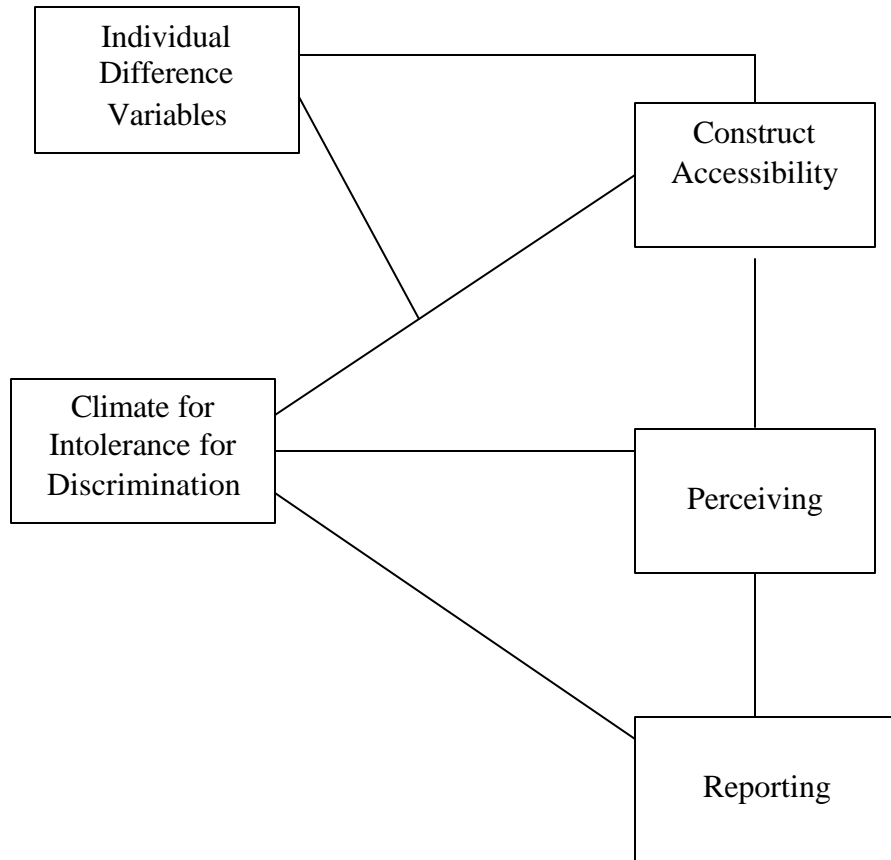 Individual
Difference
Variables
Construct
Accessibility
Climate for
Intolerance for
Discrimination
Perceiving
Reporting